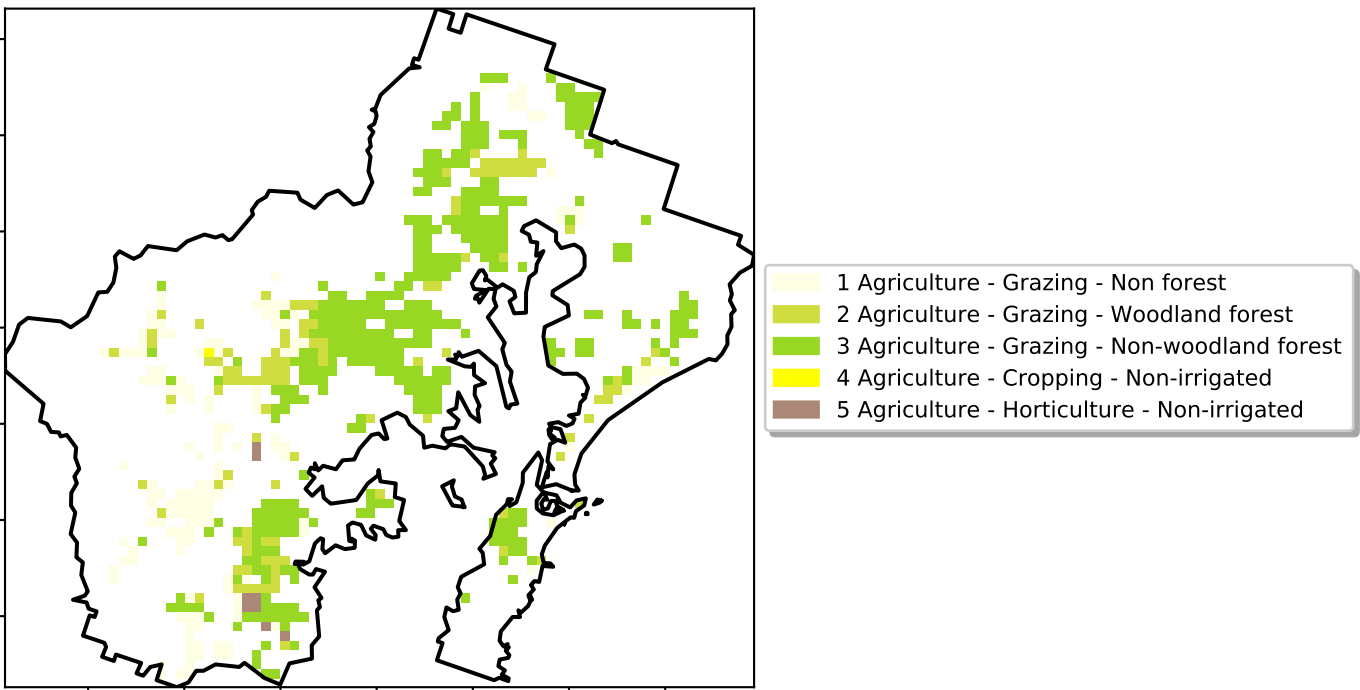 1 Agriculture - Grazing - Non forest
2 Agriculture - Grazing - Woodland forest
3 Agriculture - Grazing - Non-woodland forest
4 Agriculture - Cropping - Non-irrigated
5 Agriculture - Horticulture - Non-irrigated